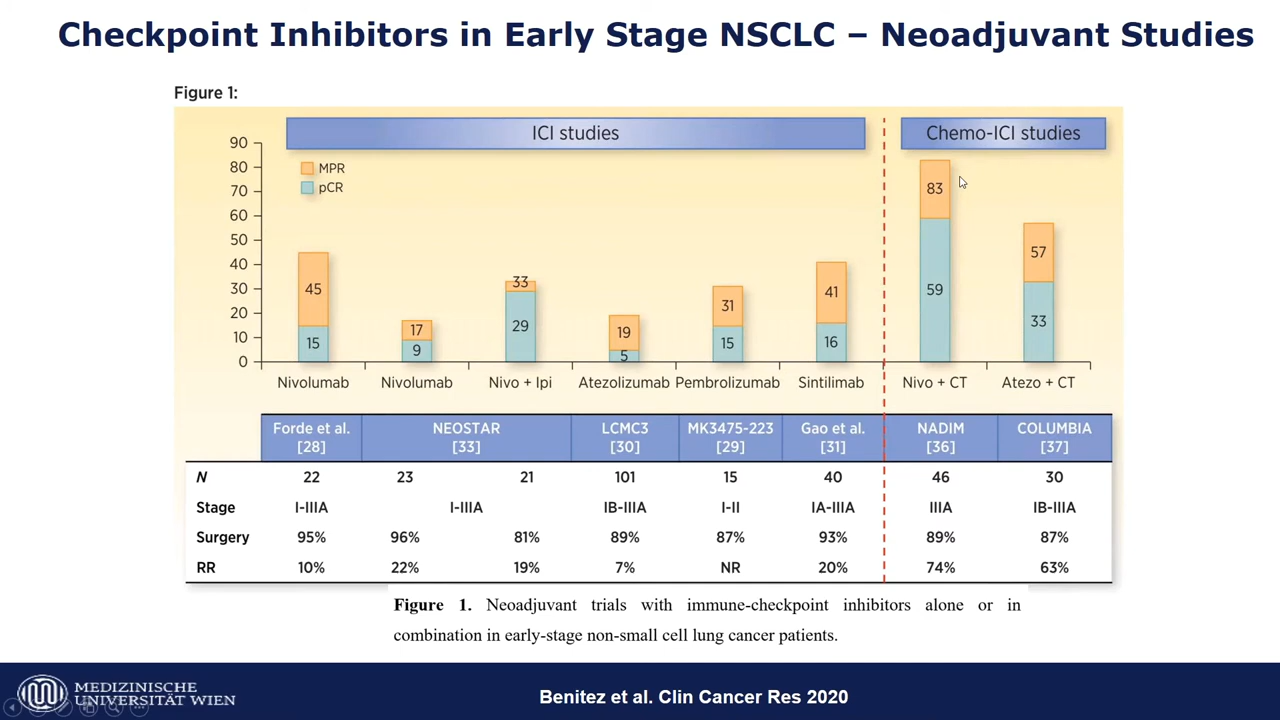 Checkpoint Inhibitors in Early Stage NSCLC – Neoadjuvant Studies
Figure 1:
ICI studies
Chemo-ICI studies
90
80
70
60
50
40
30
20
10
0
MPR
pCR
45
15
17
9
33
29
19
5
31
15
41
16
83
59
57
33
Nivolumab Nivolumab Nivo + Ipi Atezolizumab Pembrolizumab Sintilimab Nivo + CT Atezo + CT
Forde et al. NEOSTAR LCMC3 MK3475-223 Gao et al. NADIM COLUMBIA
[28] [33] [30] [29] [31] [36] [37]
N 22 23 21 101 15 40 46 30
Stage I-IIIA I-IIIA IB-IIIA I-II IA-IIIA IIIA IB-IIIA
Surgery 95% 96% 81% 89% 87% 93% 89% 87%
RR 10% 22% 19% 7% NR 20% 74% 63%
Figure 1. Neoadjuvant trials with immune-checkpoint inhibitors alone or in
combination in early-stage non-small cell lung cancer patients.
MEDIZINISCHE
UNIVERSITÄT WIEN
Benitez et al. Clin Cancer Res 2020